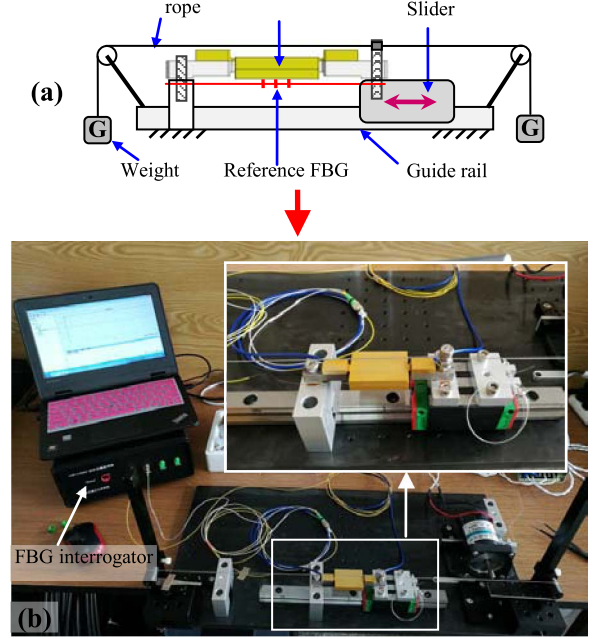 rope
Slider
(a)
G
G
Weight
Reference FBG
Guide rail
FBG interrogator
(b)